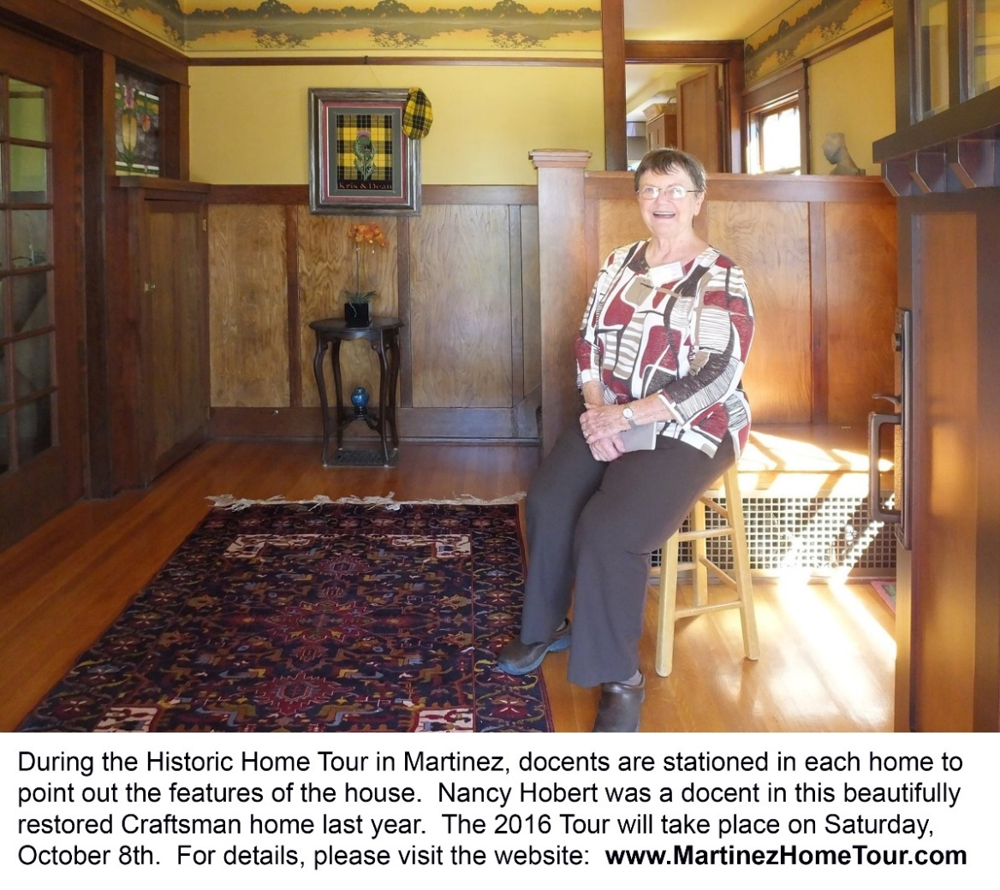 Kris & Dean
During the Historic Home Tour in Martinez, docents are stationed in each home to
point out the features of the house.  Nancy Hobert was a docent in this beautifully
restored Craftsman home last year.  The 2016 Tour will take place on Saturday,
October 8th.  For details, please visit the website:  www.MartinezHomeTour.com